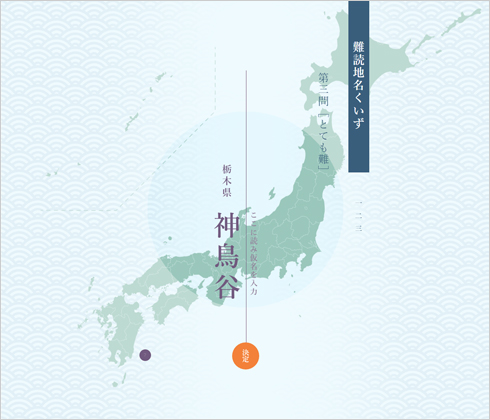 難読地名くいず
第三問［とても難］
一二三
ここに読み仮名を入力
栃木県
神鳥谷
決定